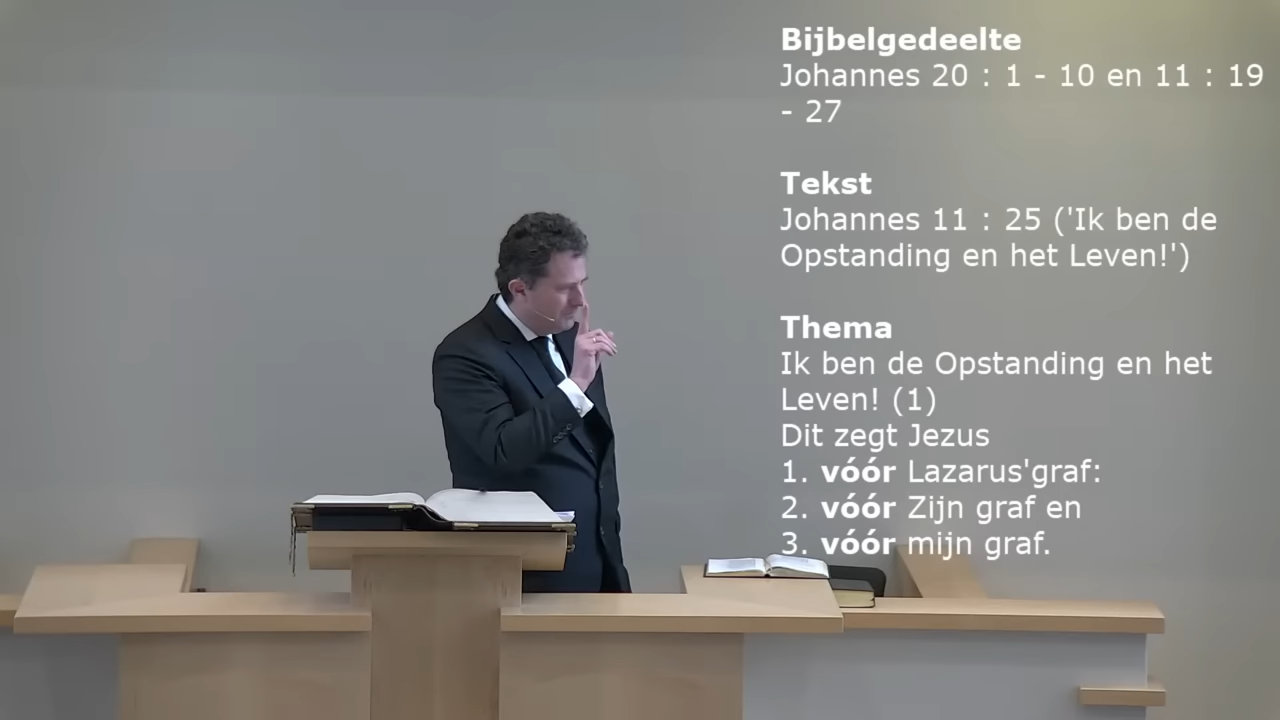 Bijbelgedeelte
Johannes 20 : 1 - 10 en 11 : 19
- 27
Tekst
Johannes 11 : 25 ('Ik ben de
Opstanding en het Leven!')
Thema
Ik ben de Opstanding en het
Leven! (1)
Dit zegt Jezus
1. vóór Lazarus'graf:
2. vóór Zijn graf en
3. vóór mijn graf.